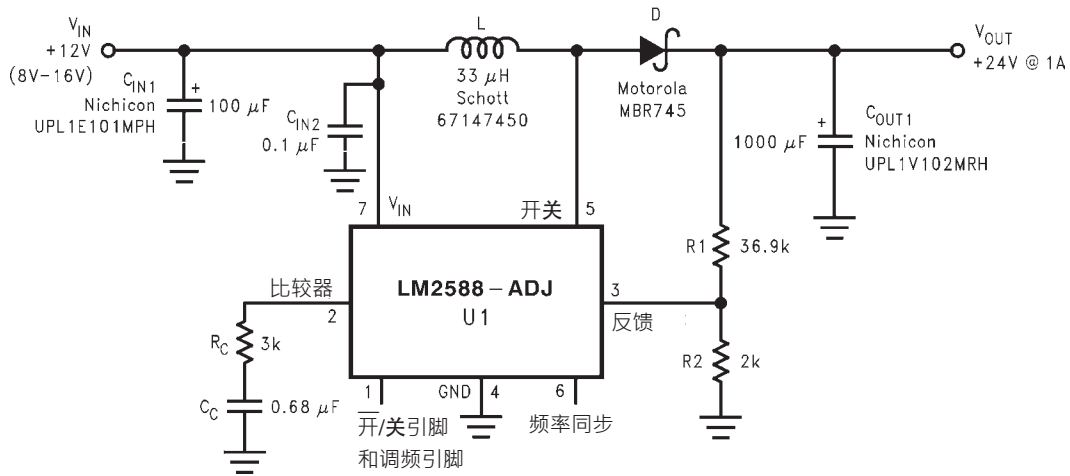 VIN
+12V
(8V-16V)
CIN1
Nichicon
UPL1E101MPH
+
100 μF
CIN2
0.1 μF
L
33 μH
Schott
67147450
D
Motorola
MBR745
VOUT
+24V @ 1A
+
1000 μF
COUT1
Nichicon
UPL1V102MRH
7
VIN
开关
5
R1
36.9k
LM2588-ADJ
U1
比较器
2
3
反馈
RC
3k
R2
2k
CC
0.68 μF
1
GND
4
6
开/关引脚
和调频引脚
频率同步